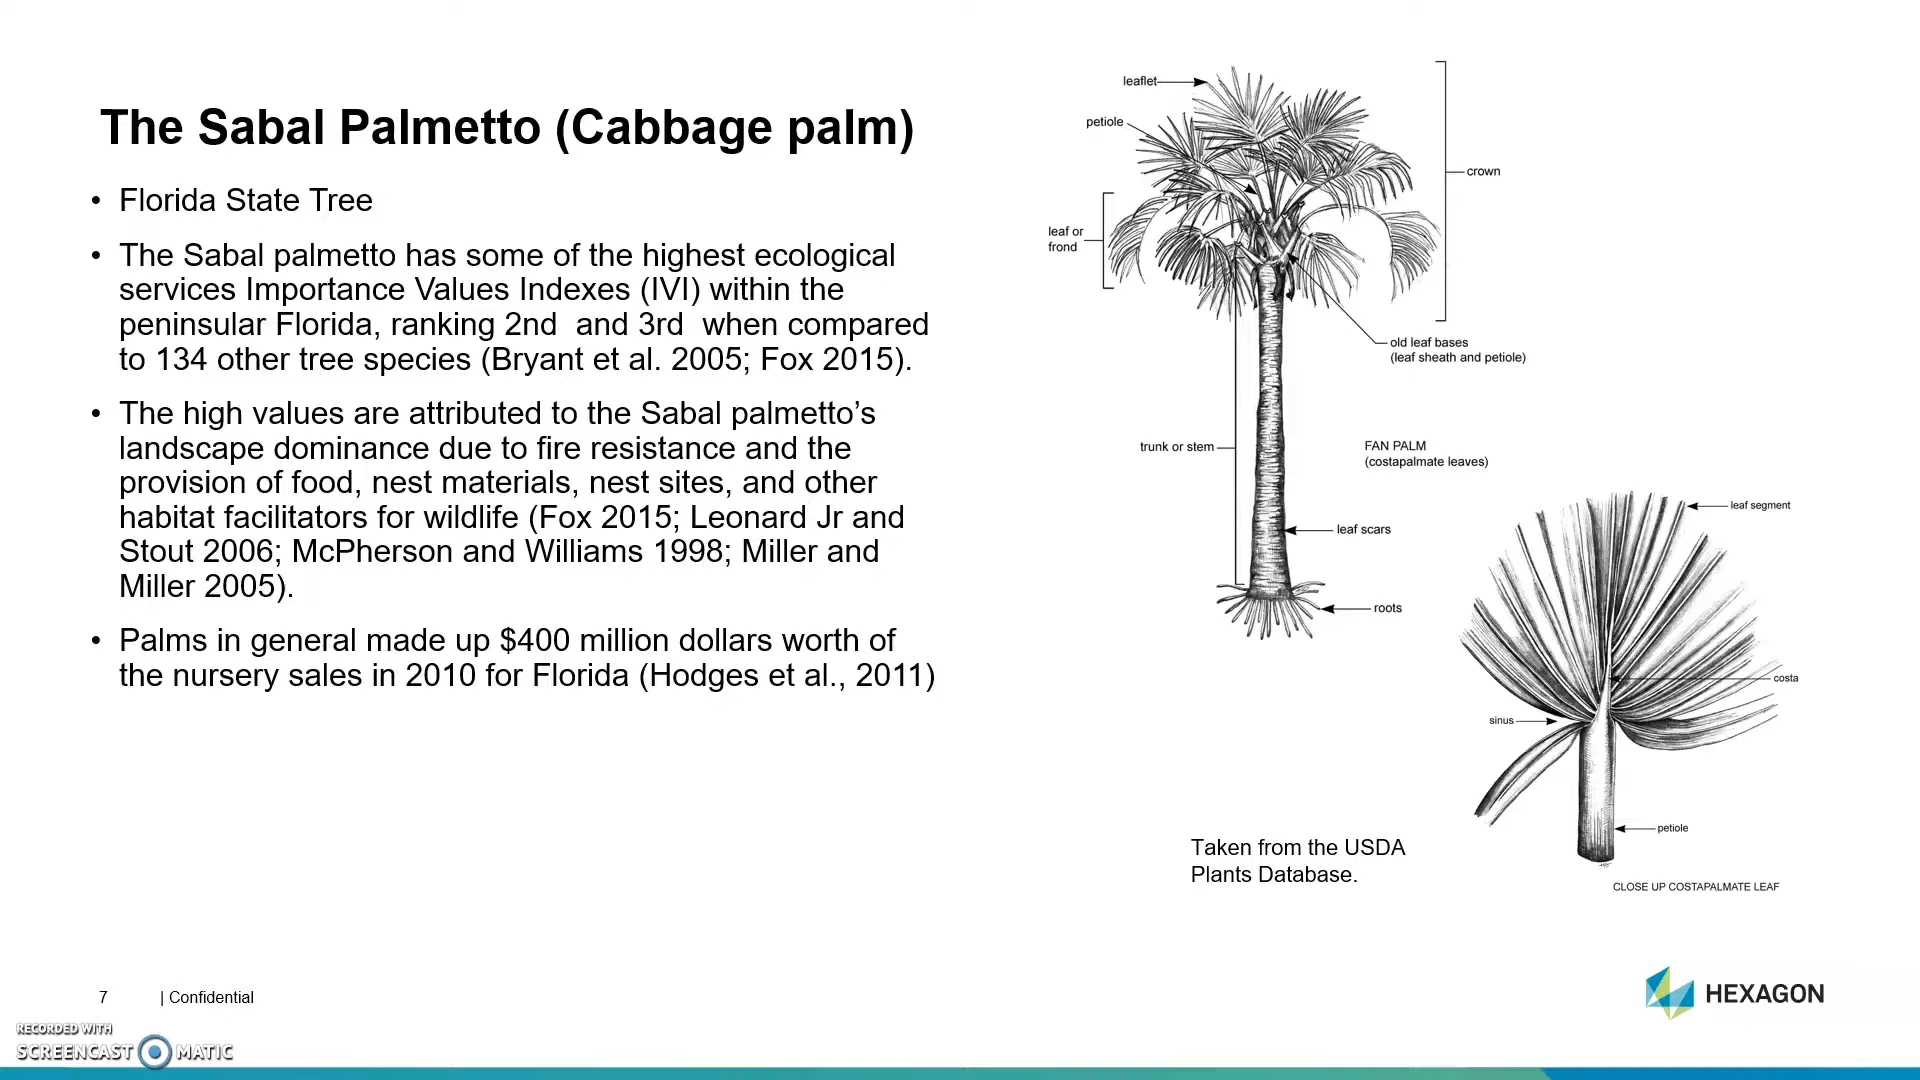 The Sabal Palmetto (Cabbage palm)
• Florida State Tree
• The Sabal palmetto has some of the highest ecological
services Importance Values Indexes (IVI) within the
peninsular Florida, ranking 2nd  and 3rd  when compared
to 134 other tree species (Bryant et al. 2005; Fox 2015).
• The high values are attributed to the Sabal palmetto’s
landscape dominance due to fire resistance and the
provision of food, nest materials, nest sites, and other
habitat facilitators for wildlife (Fox 2015; Leonard Jr and
Stout 2006; McPherson and Williams 1998; Miller and
Miller 2005).
• Palms in general made up $400 million dollars worth of
the nursery sales in 2010 for Florida (Hodges et al., 2011)
leaflet
petiole
crown
leaf or
frond
old leaf bases
(leaf sheath and petiole)
trunk or stem
FAN PALM
(costapalmate leaves)
leaf scars
roots
leaf segment
costa
sinus
petiole
CLOSE UP COSTAPALMATE LEAF
Taken from the USDA
Plants Database.
7 | Confidential
HEXAGON
RECORDED WITH
SCREENCAST MATIC